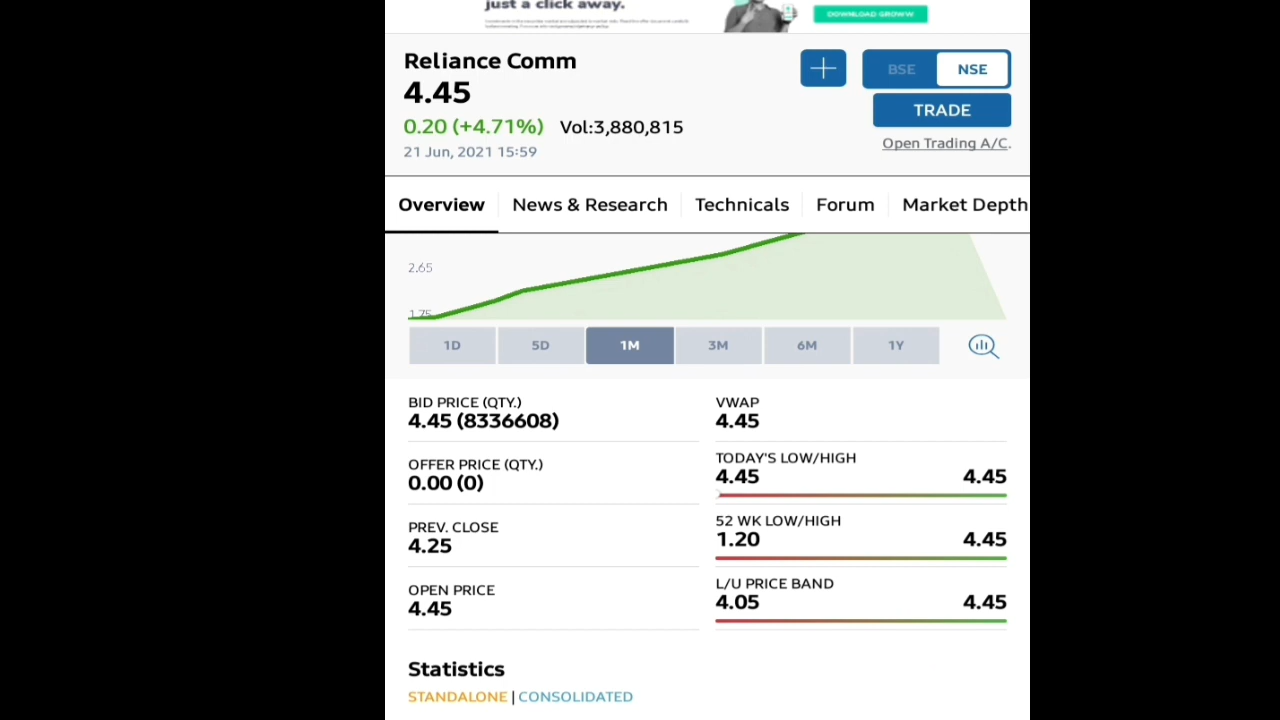 just a click away.
DOWNLOAD GROWW
Reliance Comm
4.45
0.20 (+4.71%) Vol:3,880,815
21 Jun, 2021 15:59
BSE NSE
TRADE
Open Trading A/C.
Overview News & Research Technicals Forum Market Depth
2.65
1.75
1D 5D 1M 3M 6M 1Y
BID PRICE (QTY.)
4.45 (8336608)
VWAP
4.45
OFFER PRICE (QTY.)
0.00 (0)
TODAY'S LOW/HIGH
4.45 4.45
PREV. CLOSE
4.25
52 WK LOW/HIGH
1.20 4.45
OPEN PRICE
4.45
L/U PRICE BAND
4.05 4.45
Statistics
STANDALONE | CONSOLIDATED